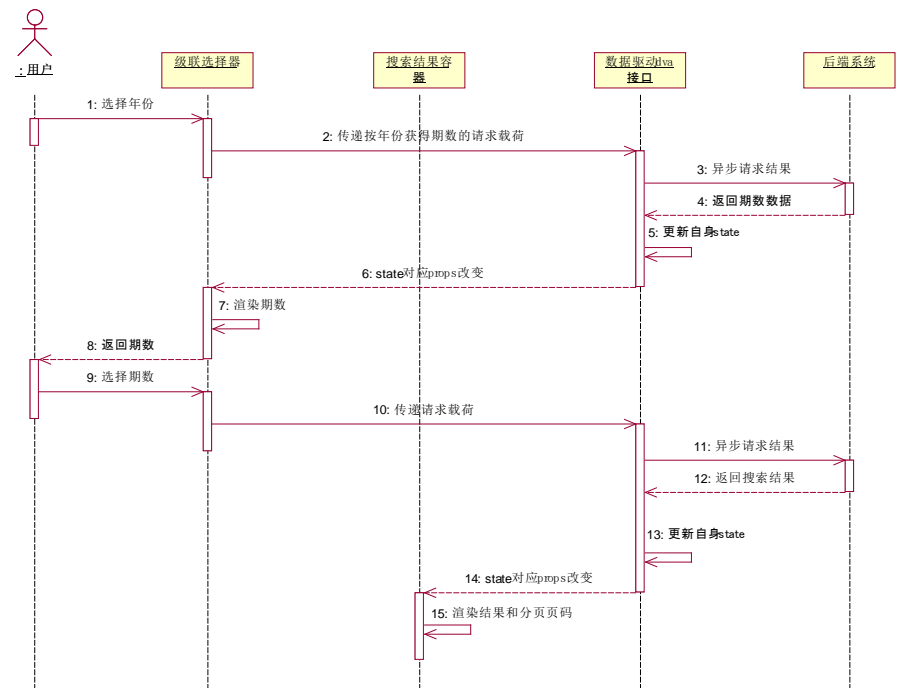 ：用户
级联选择器
搜索结果容
器
数据驱动dva
接口
后端系统
1: 选择年份
2: 传递按年份获得期数的请求载荷
3: 异步请求结果
4: 返回期数数据
5: 更新自身state
6: state对应props改变
7: 渲染期数
8: 返回期数
9: 选择期数
10: 传递请求载荷
11: 异步请求结果
12: 返回搜索结果
13: 更新自身state
14: state对应props改变
15: 渲染结果和分页页码